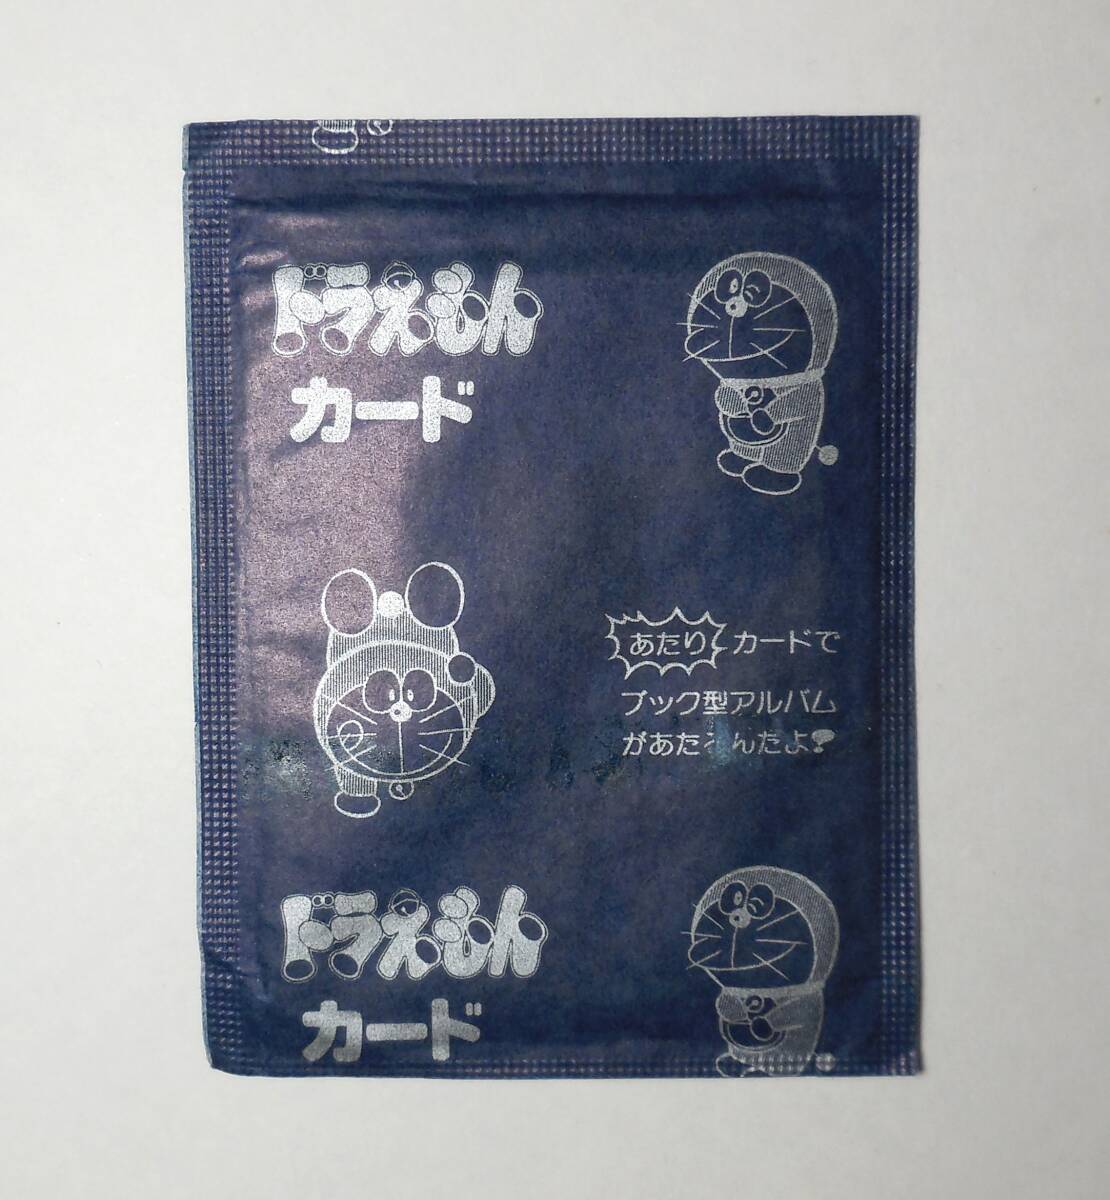 ドラえもん
カード
あたりカードで
ブック型アルバム
があたるんだよ!
ドラえもん
カード